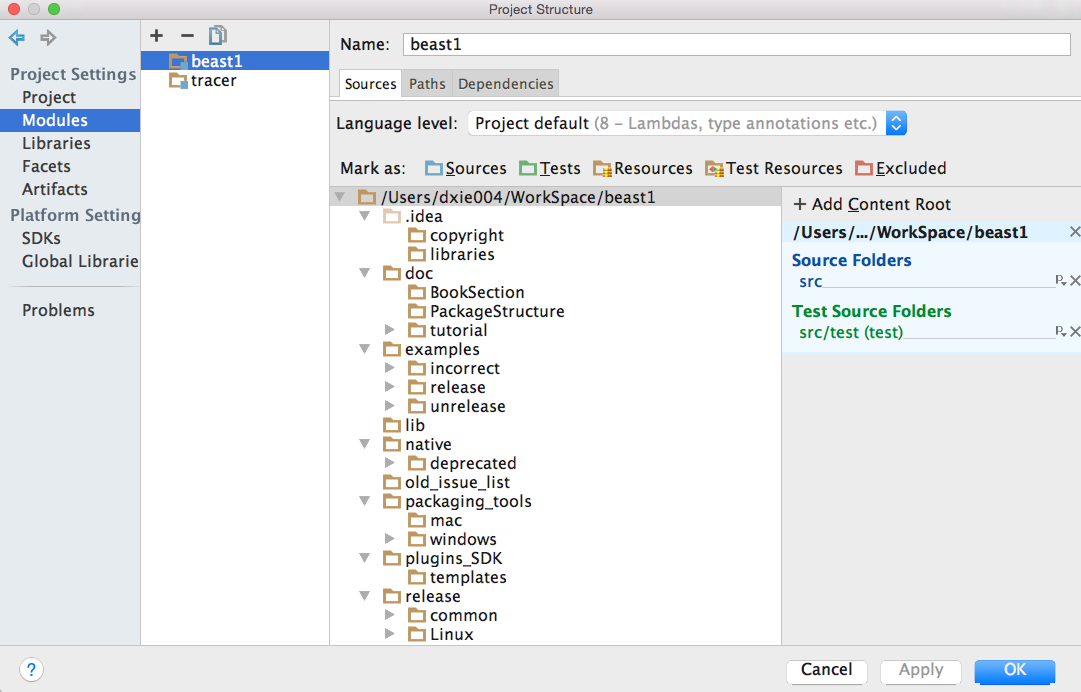 Project Structure
Project Settings
Project
Modules
Libraries
Facets
Artifacts
Platform Setting
SDKs
Global Librarie
Problems
beast1
tracer
Name: beast1
Sources Paths Dependencies
Language level: Project default (8 – Lambdas, type annotations etc.)
Mark as: Sources Tests Resources Test Resources Excluded
/Users/dxie004/WorkSpace/beast1
.idea
copyright
libraries
doc
BookSection
PackageStructure
tutorial
examples
incorrect
release
unrelease
lib
native
deprecated
old_issue_list
packaging_tools
mac
windows
plugins_SDK
templates
release
common
Linux
+ Add Content Root
/Users/.../WorkSpace/beast1
Source Folders
src
Test Source Folders
src/test (test)
? Cancel Apply OK